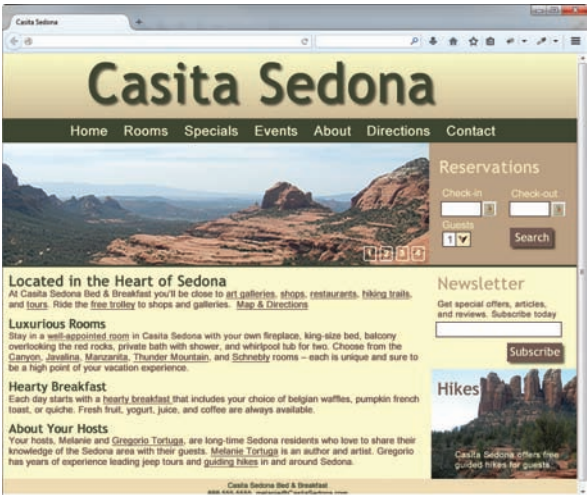 Casita Sedona
Casita Sedona
Home Rooms Specials Events About Directions Contact
Reservations
Check-in Check-out
Guests
1
Search
1 2 3 4
Located in the Heart of Sedona
At Casita Sedona Bed & Breakfast you'll be close to art galleries, shops, restaurants, hiking trails,
and tours. Ride the free trolley to shops and galleries. Map & Directions
Luxurious Rooms
Stay in a well-appointed room in Casita Sedona with your own fireplace, king-size bed, balcony
overlooking the red rocks, private bath with shower, and whirlpool tub for two. Choose from the
Canyon, Javalina, Manzanita, Thunder Mountain, and Schnebly rooms – each is unique and sure to
be a high point of your vacation experience.
Hearty Breakfast
Each day starts with a hearty breakfast that includes your choice of belgian waffles, pumpkin french
toast, or quiche. Fresh fruit, yogurt, juice, and coffee are always available.
About Your Hosts
Your hosts, Melanie and Gregorio Tortuga, are long-time Sedona residents who love to share their
knowledge of the Sedona area with their guests. Melanie Tortuga is an author and artist. Gregorio
has years of experience leading jeep tours and guiding hikes in and around Sedona.
Newsletter
Get special offers, articles,
and reviews. Subscribe today
Subscribe
Hikes
Casita Sedona offers free
guided hikes for guests.
Casita Sedona Bed & Breakfast
melanie@CasitaSedona.com